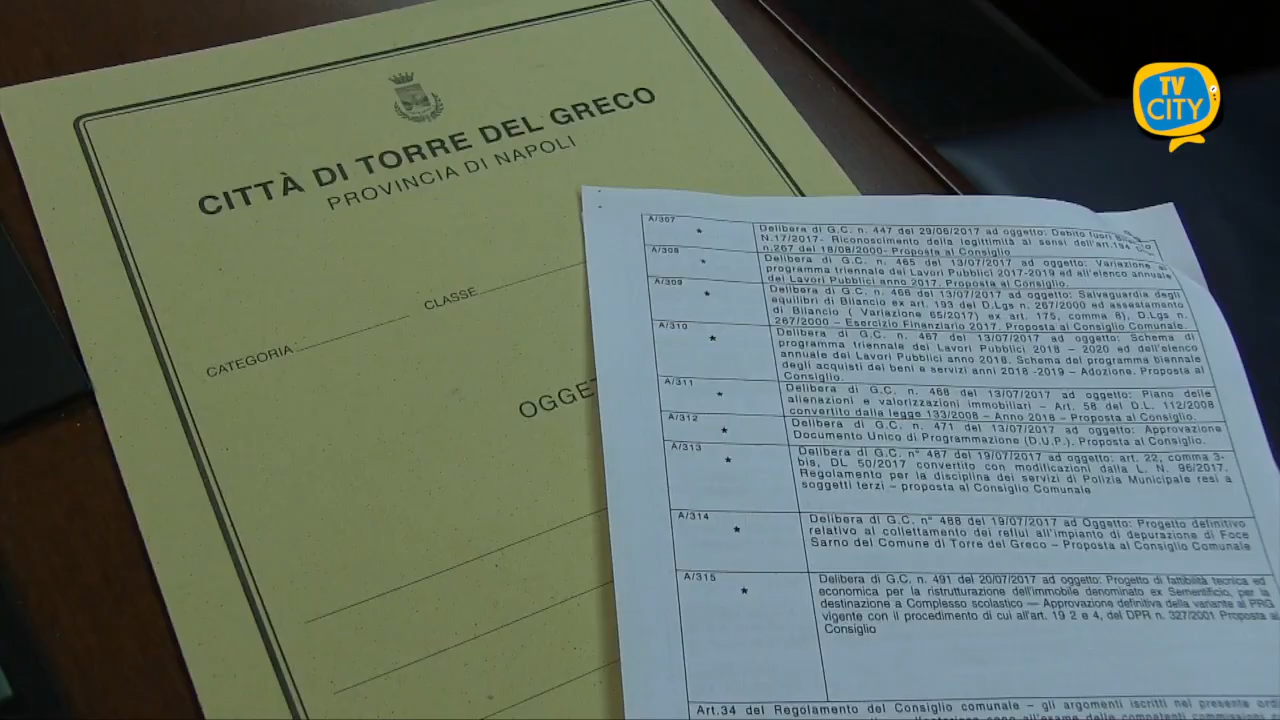 TV
CITY
CITTÀ DI TORRE DEL GRECO
PROVINCIA DI NAPOLI
CLASSE
CATEGORIA
OGGET
A/307
*
Delibera di G.C. n. 447 del 29/06/2017 ad oggetto: Debito fuori
N.17/2017- Riconoscimento della legittimità ai sensi dell'art.194
n.267 del 18/08/2000- Proposta al Consiglio
A/308
*
Delibera di G.C. n. 465 del 13/07/2017 ad oggetto: Variazione al
programma triennale dei Lavori Pubblici 2017-2019 ed all'elenco annuale
dei Lavori Pubblici anno 2017. Proposta al Consiglio.
A/309
*
Delibera di G.C. n. 466 del 13/07/2017 ad oggetto: Salvaguardia degli
equilibri di Bilancio ex art. 193 del D.Lgs n. 267/2000 ed assestamento
di Bilancio ( Variazione 65/2017) ex art. 175, comma 8), D.Lgs n.
267/2000 – Esercizio Finanziario 2017. Proposta al Consiglio Comunale.
A/310
*
Delibera di G.C. n. 467 del 13/07/2017 ad oggetto: Schema di
programma triennale dei Lavori Pubblici 2018 – 2020 ed dell'elenco
annuale dei Lavori Pubblici anno 2018. Schema del programma biennale
degli acquisti dei beni e servizi anni 2018 -2019 – Adozione. Proposta al
Consiglio.
A/311
*
Delibera di G.C. n. 468 del 13/07/2017 ad oggetto: Piano delle
alienazioni e valorizzazioni immobiliari – Art. 58 del D.L. 112/2008
convertito dalla legge 133/2008 – Anno 2018 – Proposta al Consiglio.
A/312
*
Delibera di G.C. n. 471 del 13/07/2017 ad oggetto: Approvazione
Documento Unico di Programmazione (D.U.P.). Proposta al Consiglio.
A/313
*
Delibera di G.C. n° 487 del 19/07/2017 ad oggetto: art. 22, comma 3-
bis, DL 50/2017 convertito con modificazioni dalla L. N. 96/2017.
Regolamento per la disciplina dei servizi di Polizia Municipale resi a
soggetti terzi – proposta al Consiglio Comunale
A/314
*
Delibera di G.C. n° 488 del 19/07/2017 ad Oggetto: Progetto definitivo
relativo al collettamento dei reflui all'impianto di depurazione di Foce
Sarno del Comune di Torre del Greco – Proposta al Consiglio Comunale
A/315
*
Delibera di G.C. n. 491 del 20/07/2017 ad oggetto: Progetto di fattibilità tecnica ed
economica per la ristrutturazione dell'immobile denominato ex Sementificio, per la
destinazione a Complesso scolastico — Approvazione definitiva della variante al PRG
vigente con il procedimento di cui all'art. 19 2 e 4, del DPR n. 327/2001 Proposta al
Consiglio
Art.34 del Regolamento del Consiglio comunale – gli argomenti iscritti nel presente